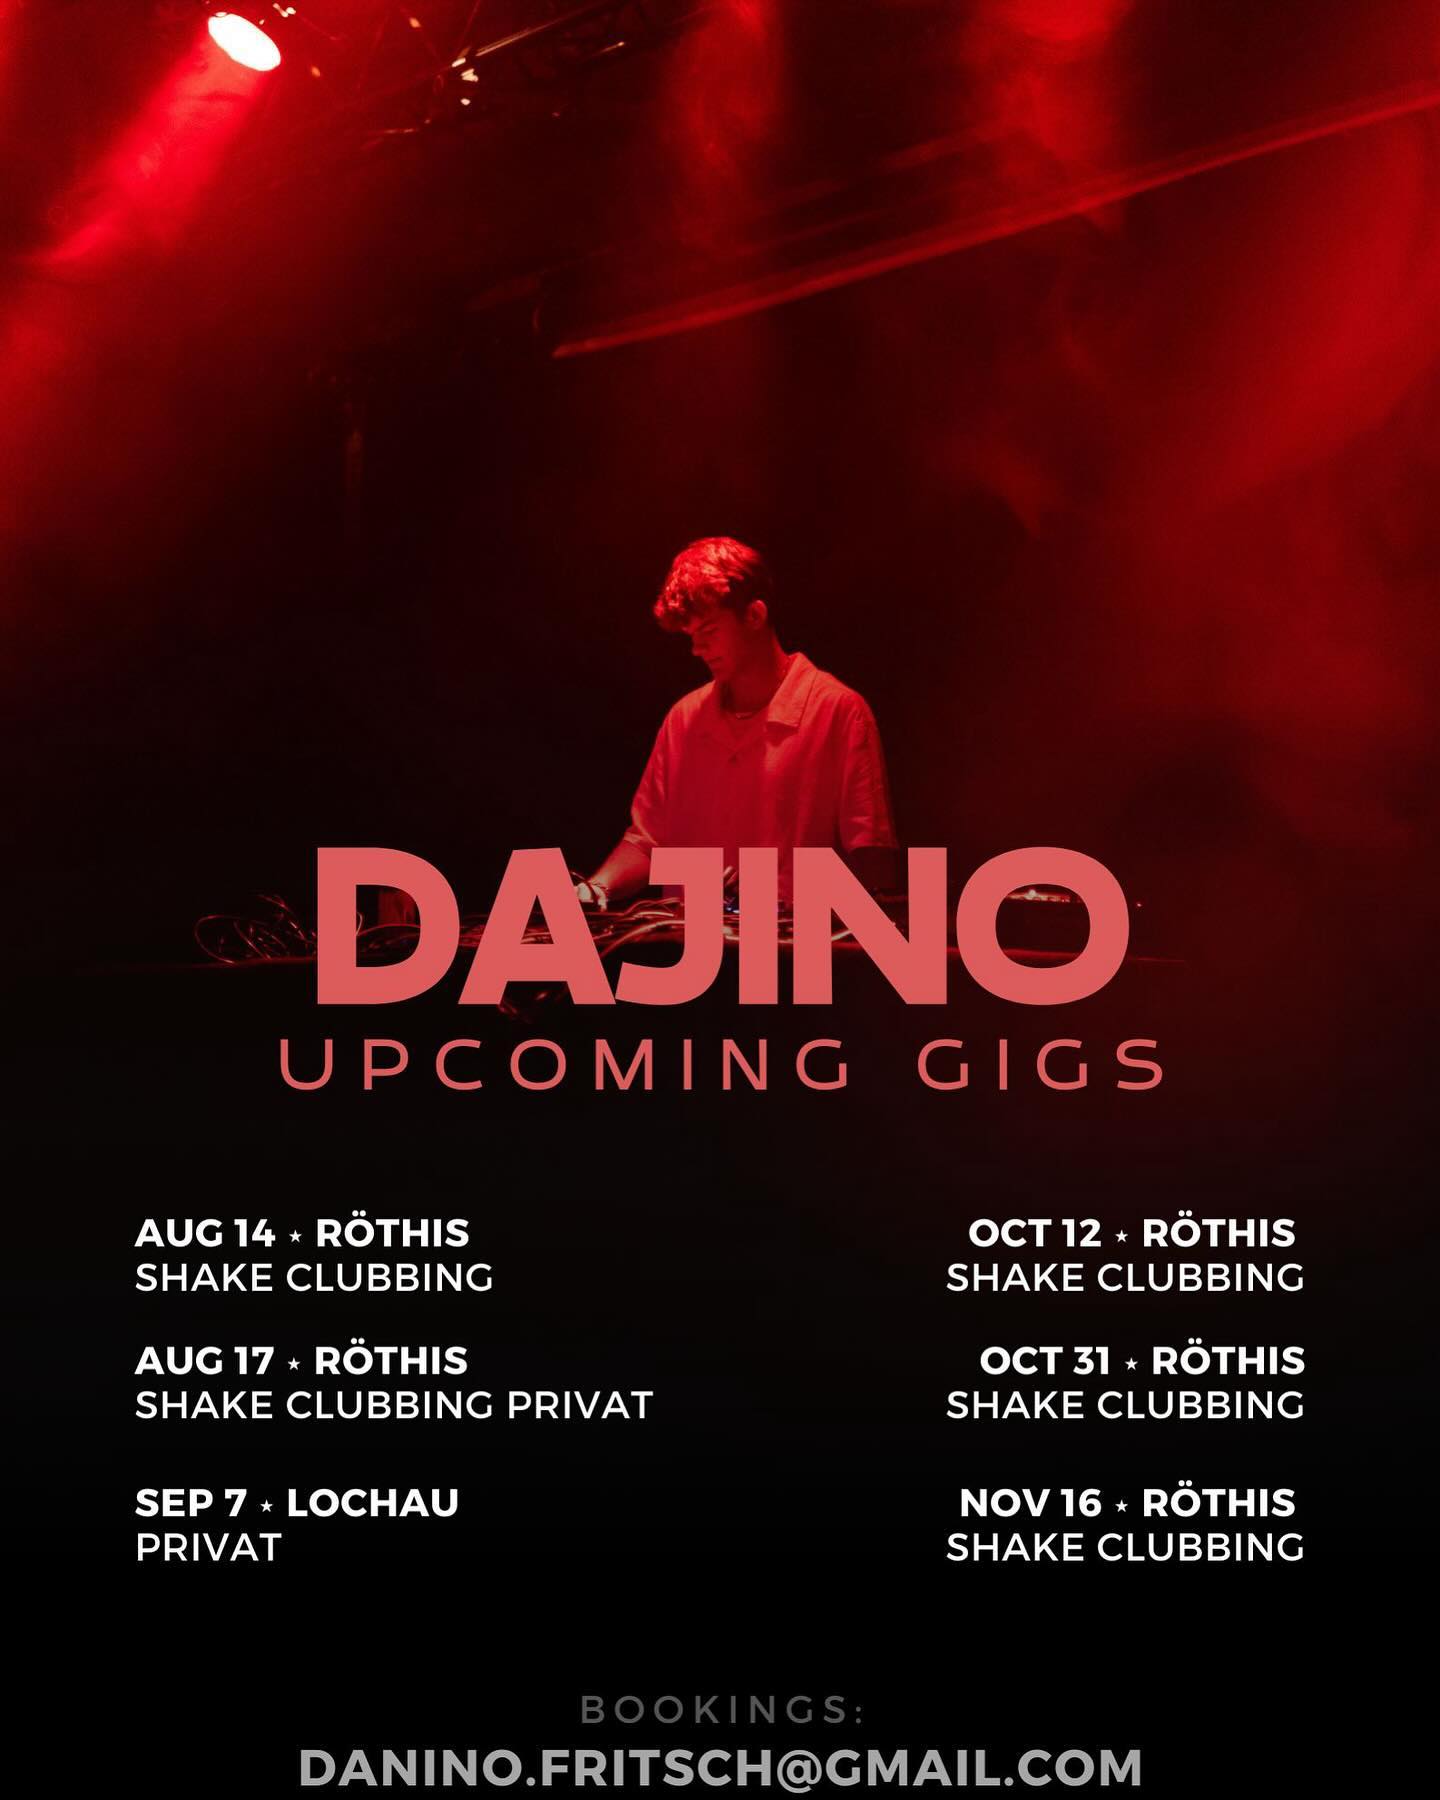 DAJINO
UPCOMING GIGS
AUG 14 ⋆ RÖTHIS
SHAKE CLUBBING
AUG 17 ⋆ RÖTHIS
SHAKE CLUBBING PRIVAT
SEP 7 ⋆ LOCHAU
PRIVAT
OCT 12 ⋆ RÖTHIS
SHAKE CLUBBING
OCT 31 ⋆ RÖTHIS
SHAKE CLUBBING
NOV 16 ⋆ RÖTHIS
SHAKE CLUBBING
BOOKINGS:
DANINO.FRITSCH@GMAIL.COM